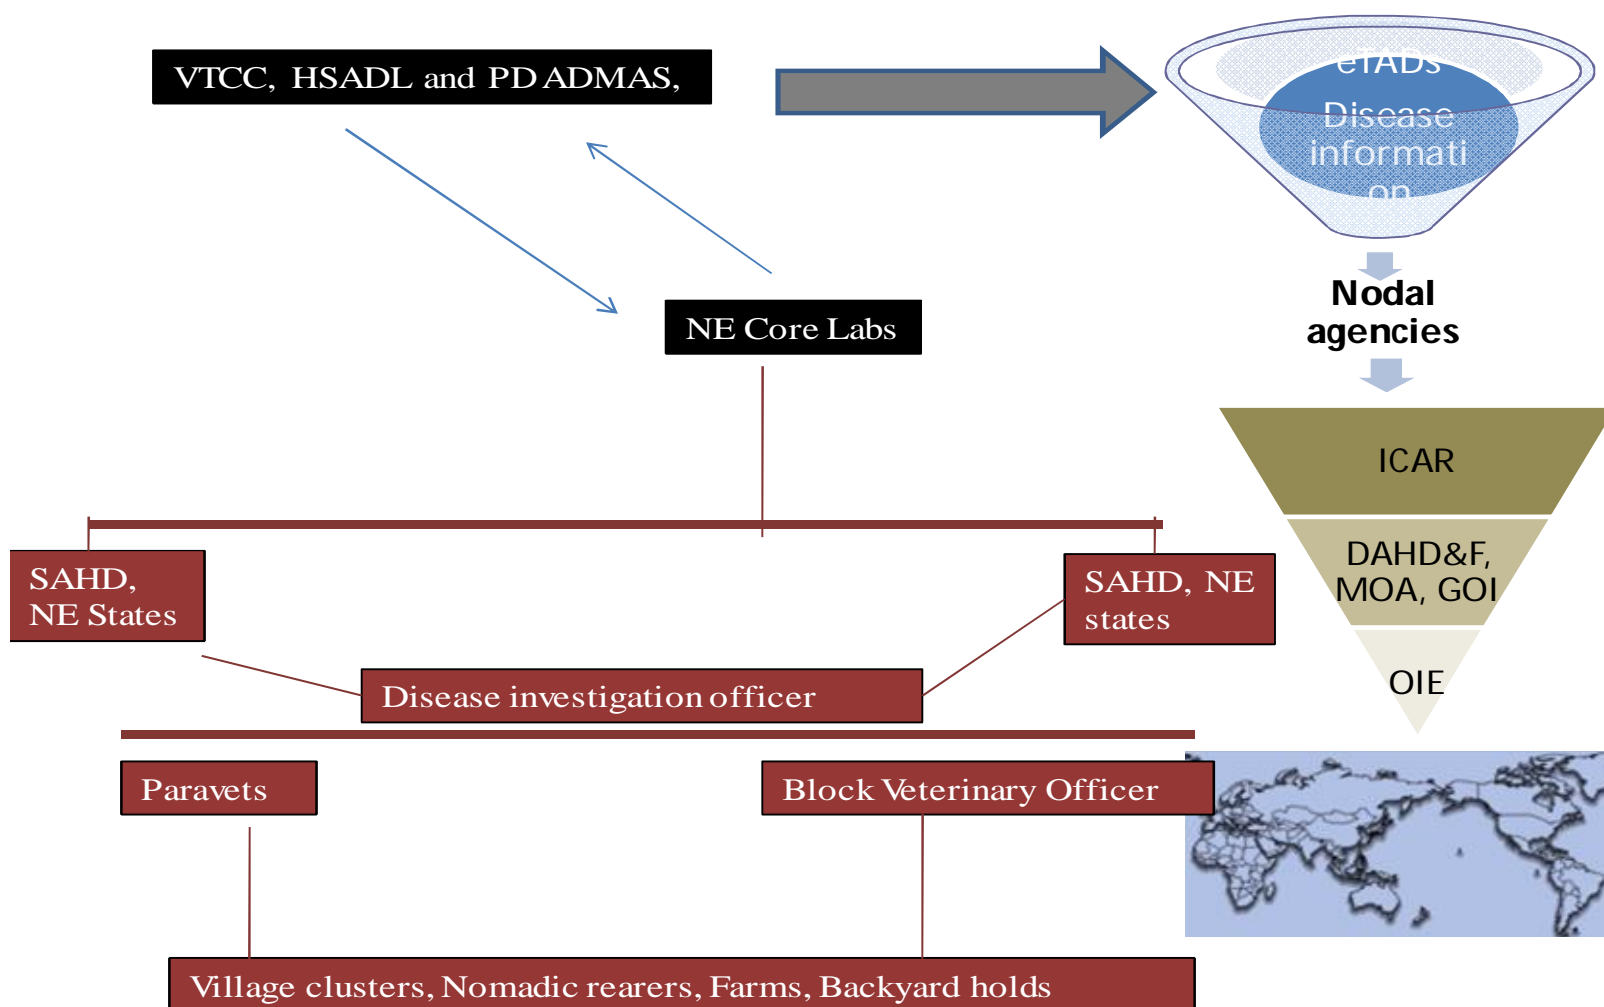 VTCC, HSADL and PD ADMAS,
eTADs
Disease
informati
on
NE Core Labs
Nodal
agencies
ICAR
DAHD&F,
MOA, GOI
OIE
SAHD,
NE States
SAHD, NE
states
Disease investigation officer
Paravets
Block Veterinary Officer
Village clusters, Nomadic rearers, Farms, Backyard holds